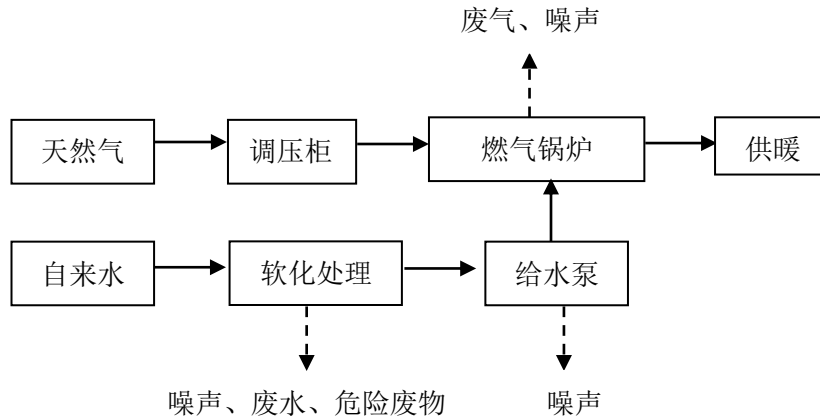 废气、噪声
天然气
调压柜
燃气锅炉
供暖
自来水
软化处理
给水泵
噪声、废水、危险废物
噪声